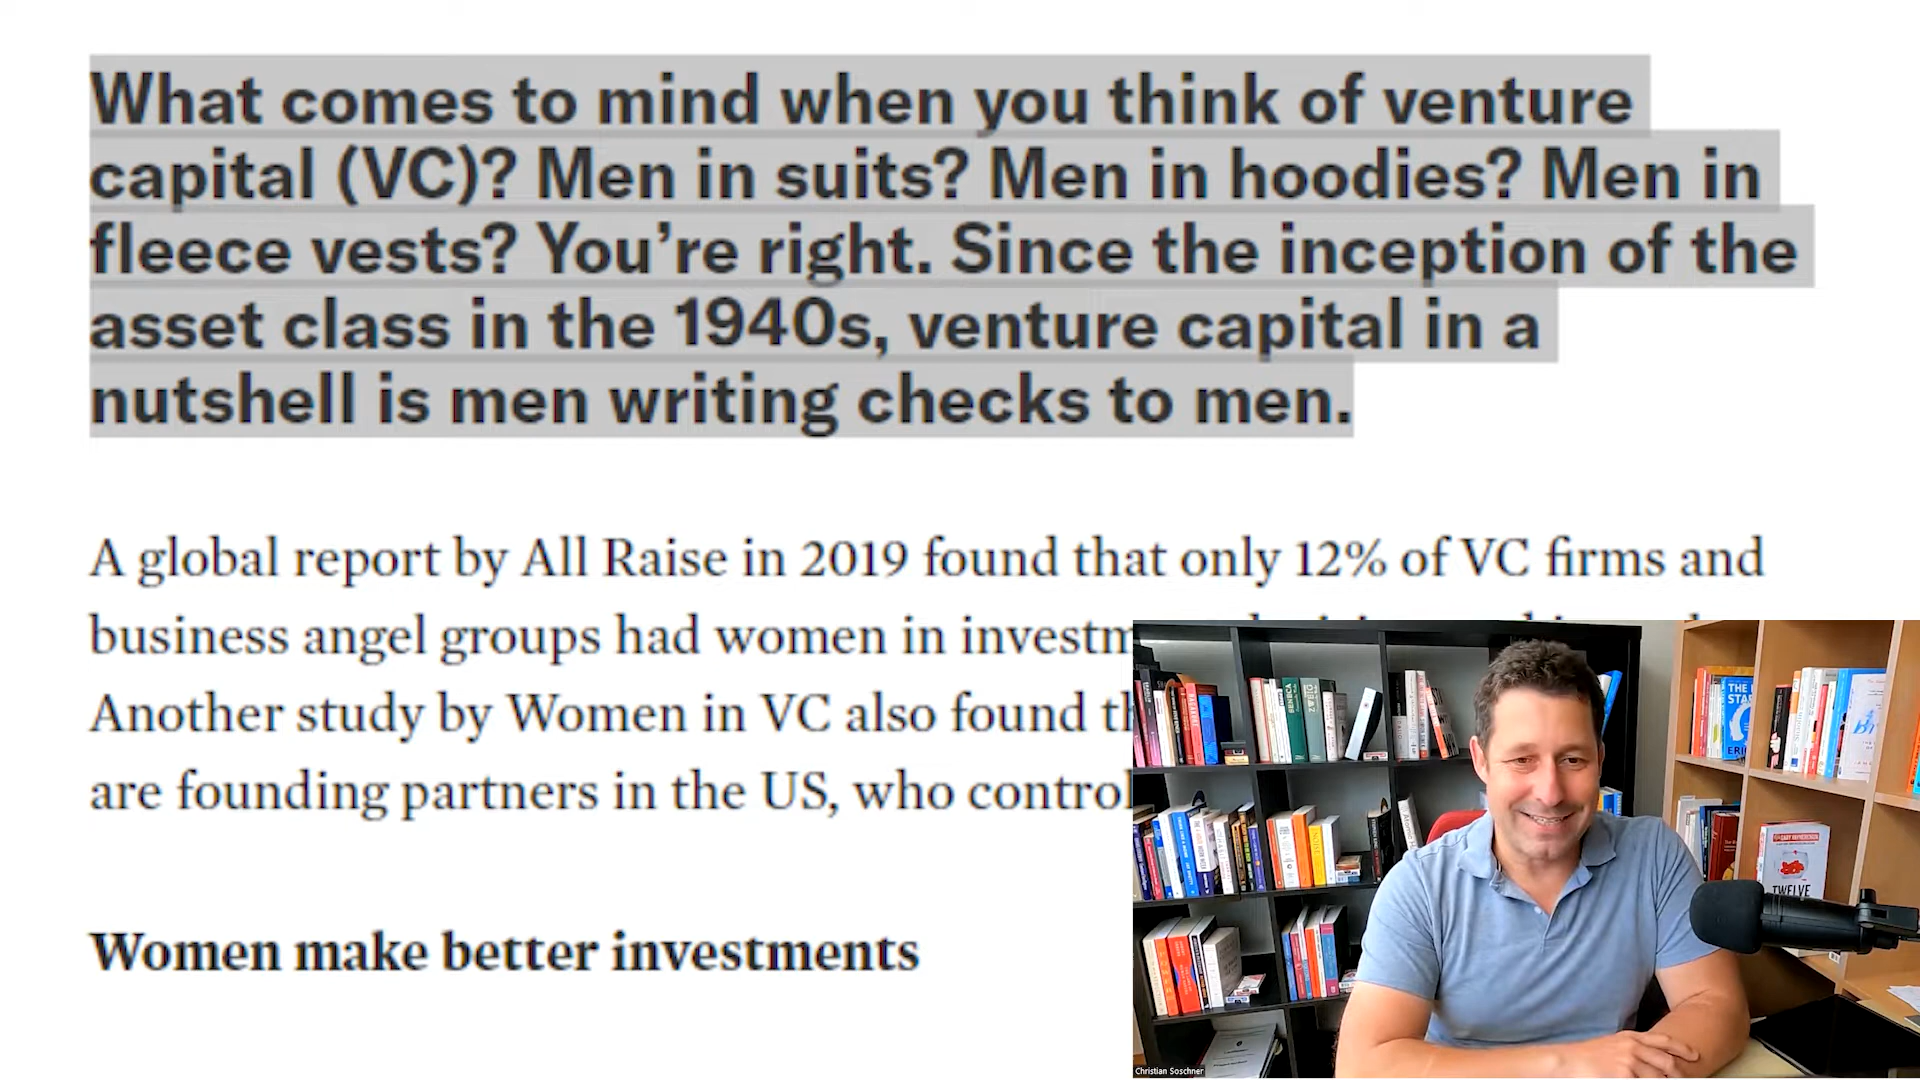 What comes to mind when you think of venture
capital (VC)? Men in suits? Men in hoodies? Men in
fleece vests? You’re right. Since the inception of the
asset class in the 1940s, venture capital in a
nutshell is men writing checks to men.
A global report by All Raise in 2019 found that only 12% of VC firms and
business angel groups had women in
Another study by Women in VC also found
are founding partners in the US, who control
Women make better investments
TWELVE
Christian Soschner